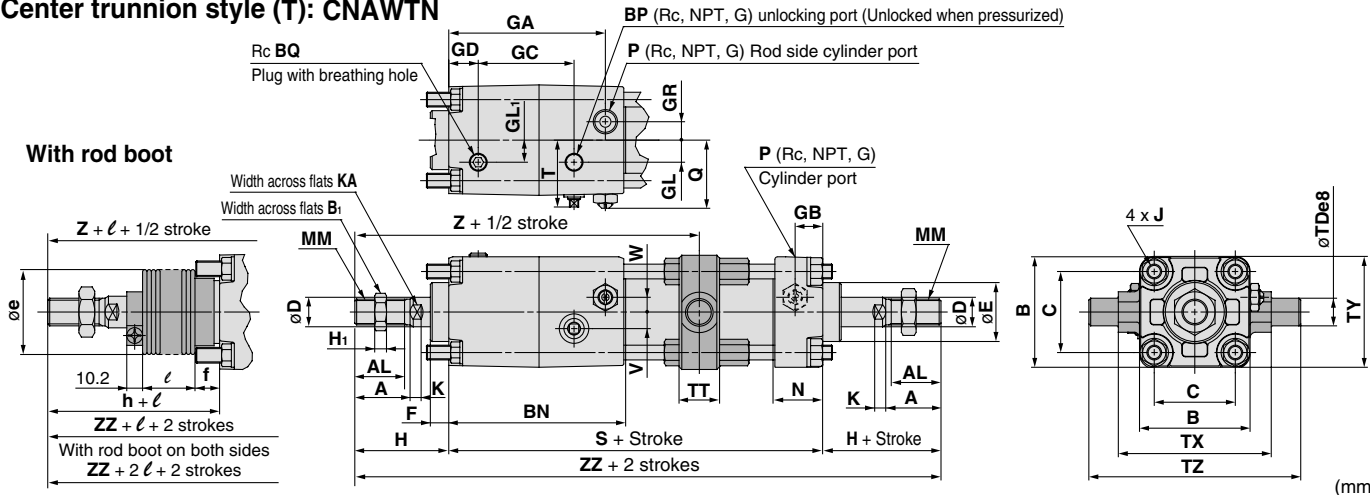 Center trunnion style (T): CNAWTN
BP (Rc, NPT, G) unlocking port (Unlocked when pressurized)
GA
Rc BQ
GD
GC
P (Rc, NPT, G) Rod side cylinder port
Plug with breathing hole
GR
GL1
With rod boot
T
GL
Q
P (Rc, NPT, G)
Cylinder port
Width across flats KA
Width across flats B1
GB
4 x J
øTDe8
Z + ℓ + 1/2 stroke
Z + 1/2 stroke
MM
W
MM
øe
øD
øD
øE
B
C
TY
H1
10.2
ℓ
f
AL
A
K
V
TT
N
AL
K
A
C
h + ℓ
F
BN
B
ZZ + ℓ + 2 strokes
H
S + Stroke
H + Stroke
TX
With rod boot on both sides
ZZ + 2 ℓ + 2 strokes
ZZ + 2 strokes
TZ
(mm